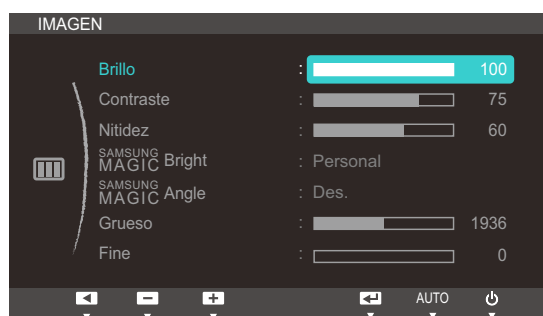 IMAGEN
Brillo : 100
Contraste : 75
Nitidez : 60
SAMSUNG MAGIC Bright : Personal
SAMSUNG MAGIC Angle : Des.
Grueso : 1936
Fine : 0
AUTO